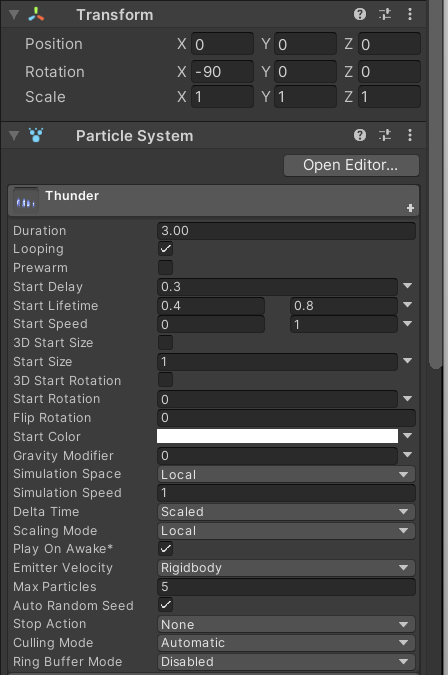 Transform
Position X 0 Y 0 Z 0
Rotation X -90 Y 0 Z 0
Scale X 1 Y 1 Z 1
Particle System
Open Editor...
Thunder
Duration 3.00
Looping
Prewarm
Start Delay 0.3
Start Lifetime 0.4 0.8
Start Speed 0 1
3D Start Size
Start Size 1
3D Start Rotation
Start Rotation 0
Flip Rotation 0
Start Color
Gravity Modifier 0
Simulation Space Local
Simulation Speed 1
Delta Time Scaled
Scaling Mode Local
Play On Awake*
Emitter Velocity Rigidbody
Max Particles 5
Auto Random Seed
Stop Action None
Culling Mode Automatic
Ring Buffer Mode Disabled